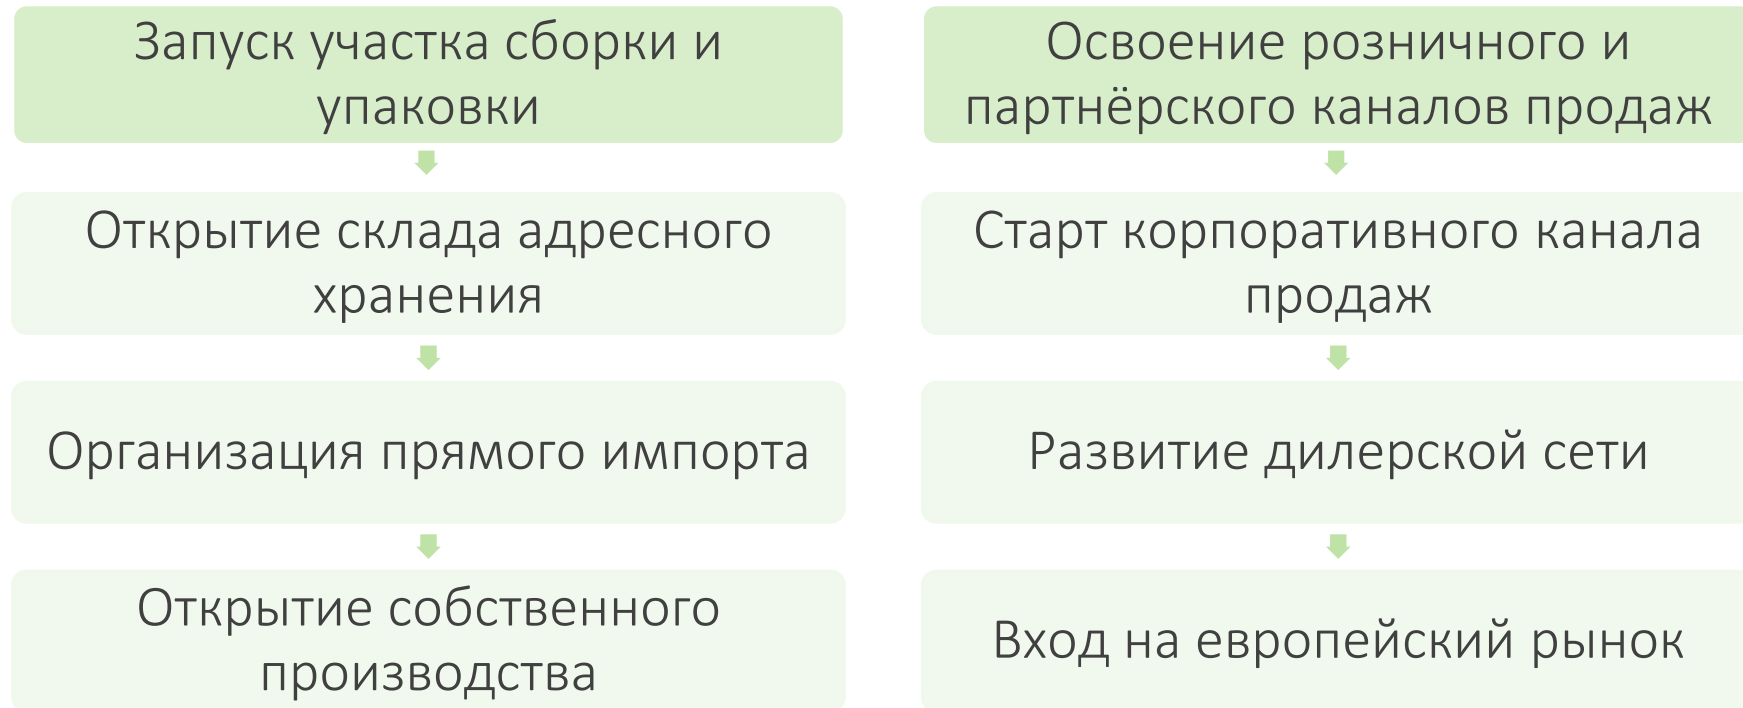 Запуск участка сборки и
упаковки
Открытие склада адресного
хранения
Организация прямого импорта
Открытие собственного
производства
Освоение розничного и
партнёрского каналов продаж
Старт корпоративного канала
продаж
Развитие дилерской сети
Вход на европейский рынок